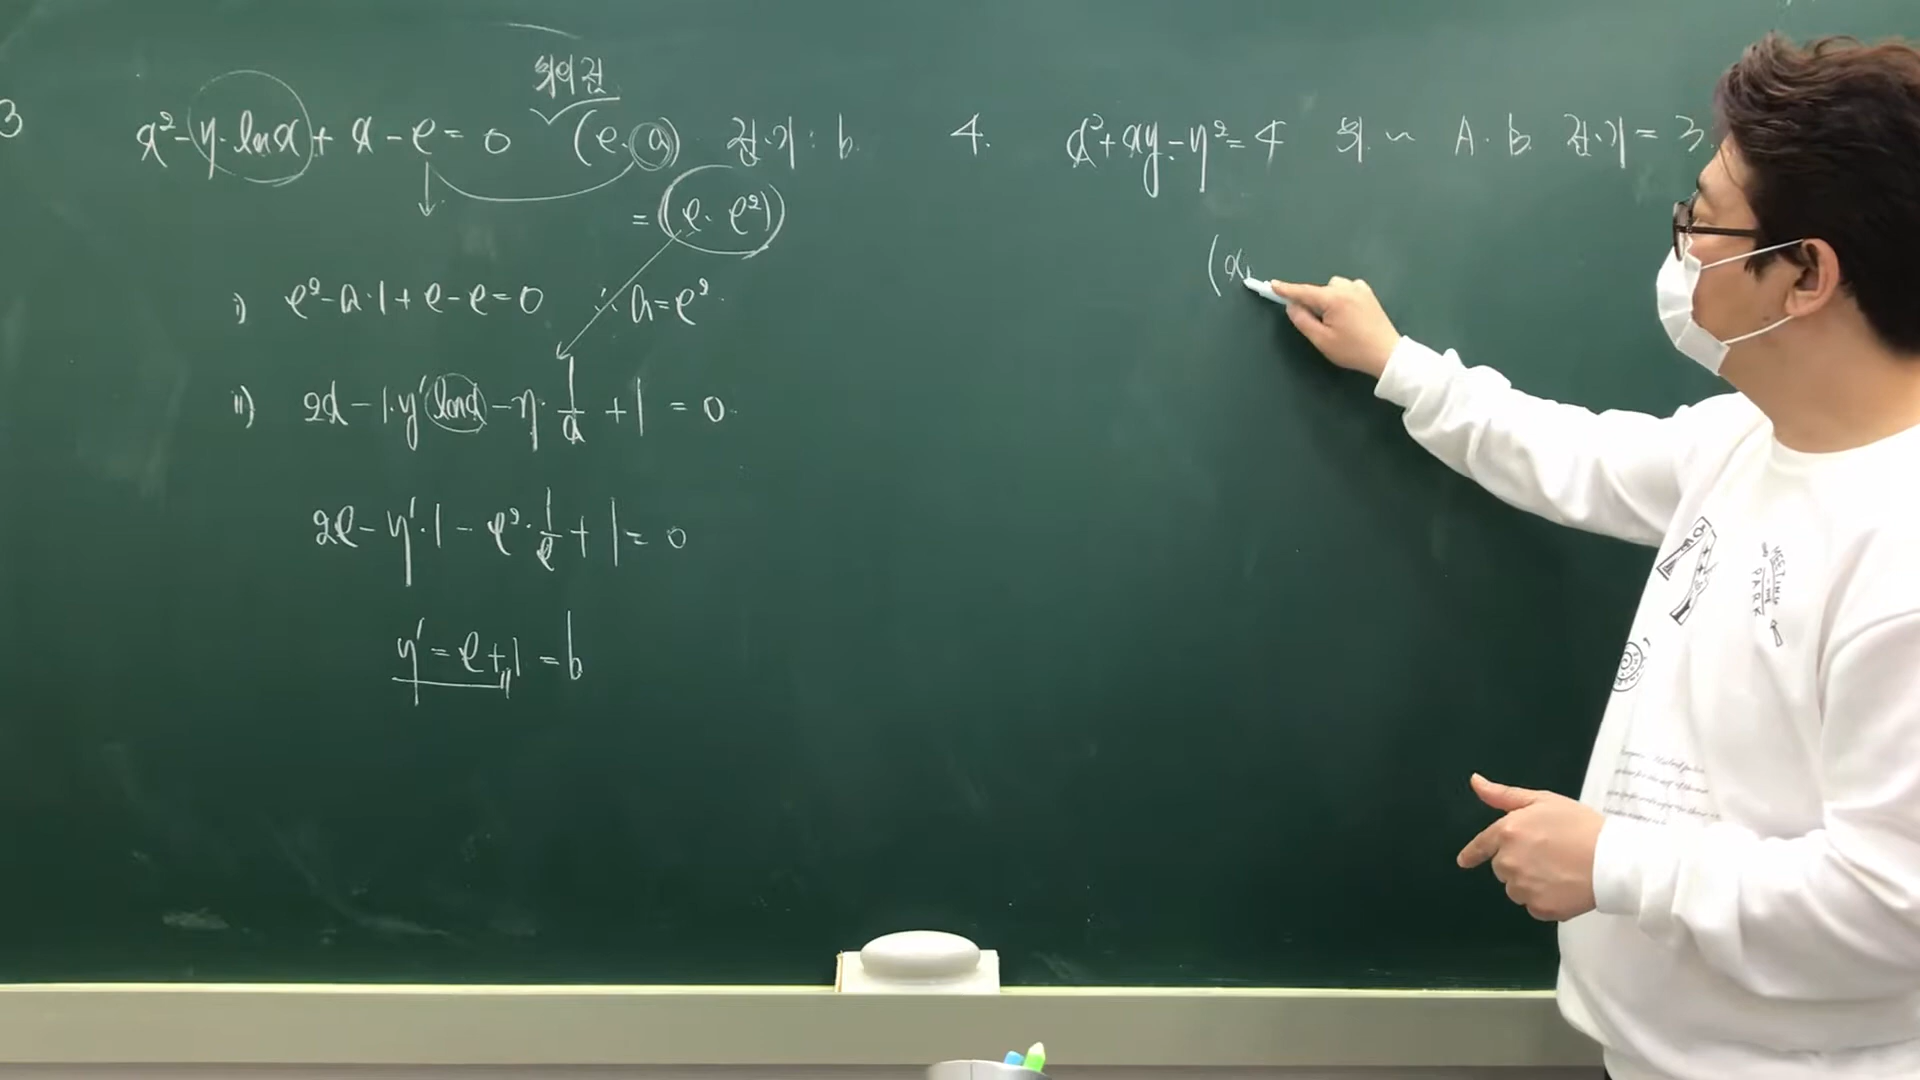 3 x²-y·lnx+x-e=0 위의 점 (e, a) 접·기 : b
= (e, e²)
i) e²-a·1+e-e=0 ∴ a=e²
ii) 2x-1·y'lnx-y·1/x+1=0
2e-y'·1-e²·1/e+1=0
y'=e+1=b
4. x²+xy-y²=4 위 ~ A·b 접·기=3.
(x,
PARK